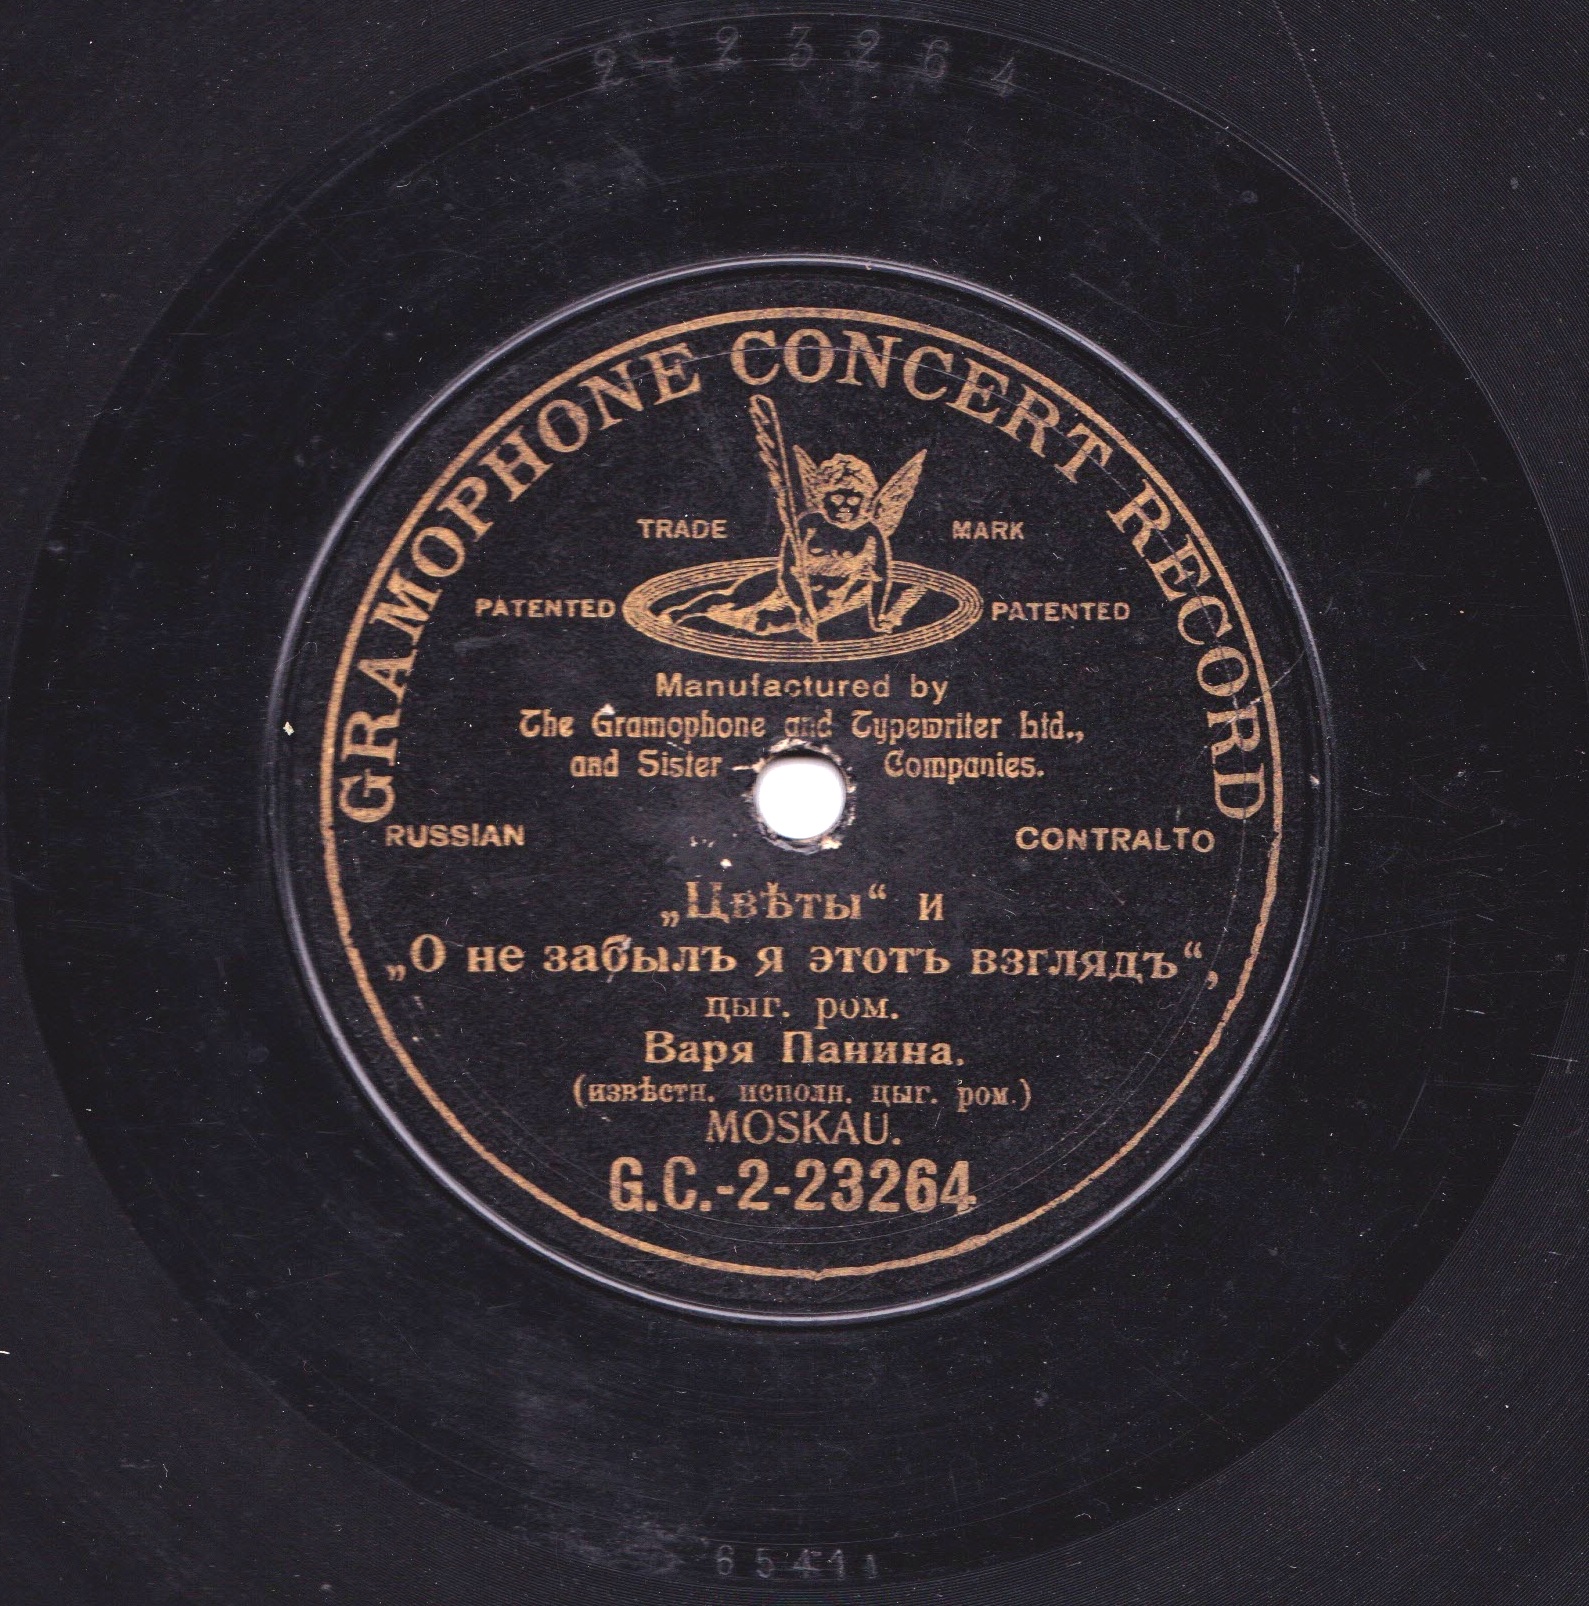 2-23264
GRAMOPHONE CONCERT RECORD
TRADE MARK
PATENTED PATENTED
Manufactured by
The Gramophone and Typewriter Ltd.,
and Sister Companies.
RUSSIAN CONTRALTO
„Цвѣты“ и
„О не забылъ я этотъ взглядъ“,
цыг. ром.
Варя Панина.
(извѣстн. исполн. цыг. ром.)
MOSKAU.
G.C.-2-23264